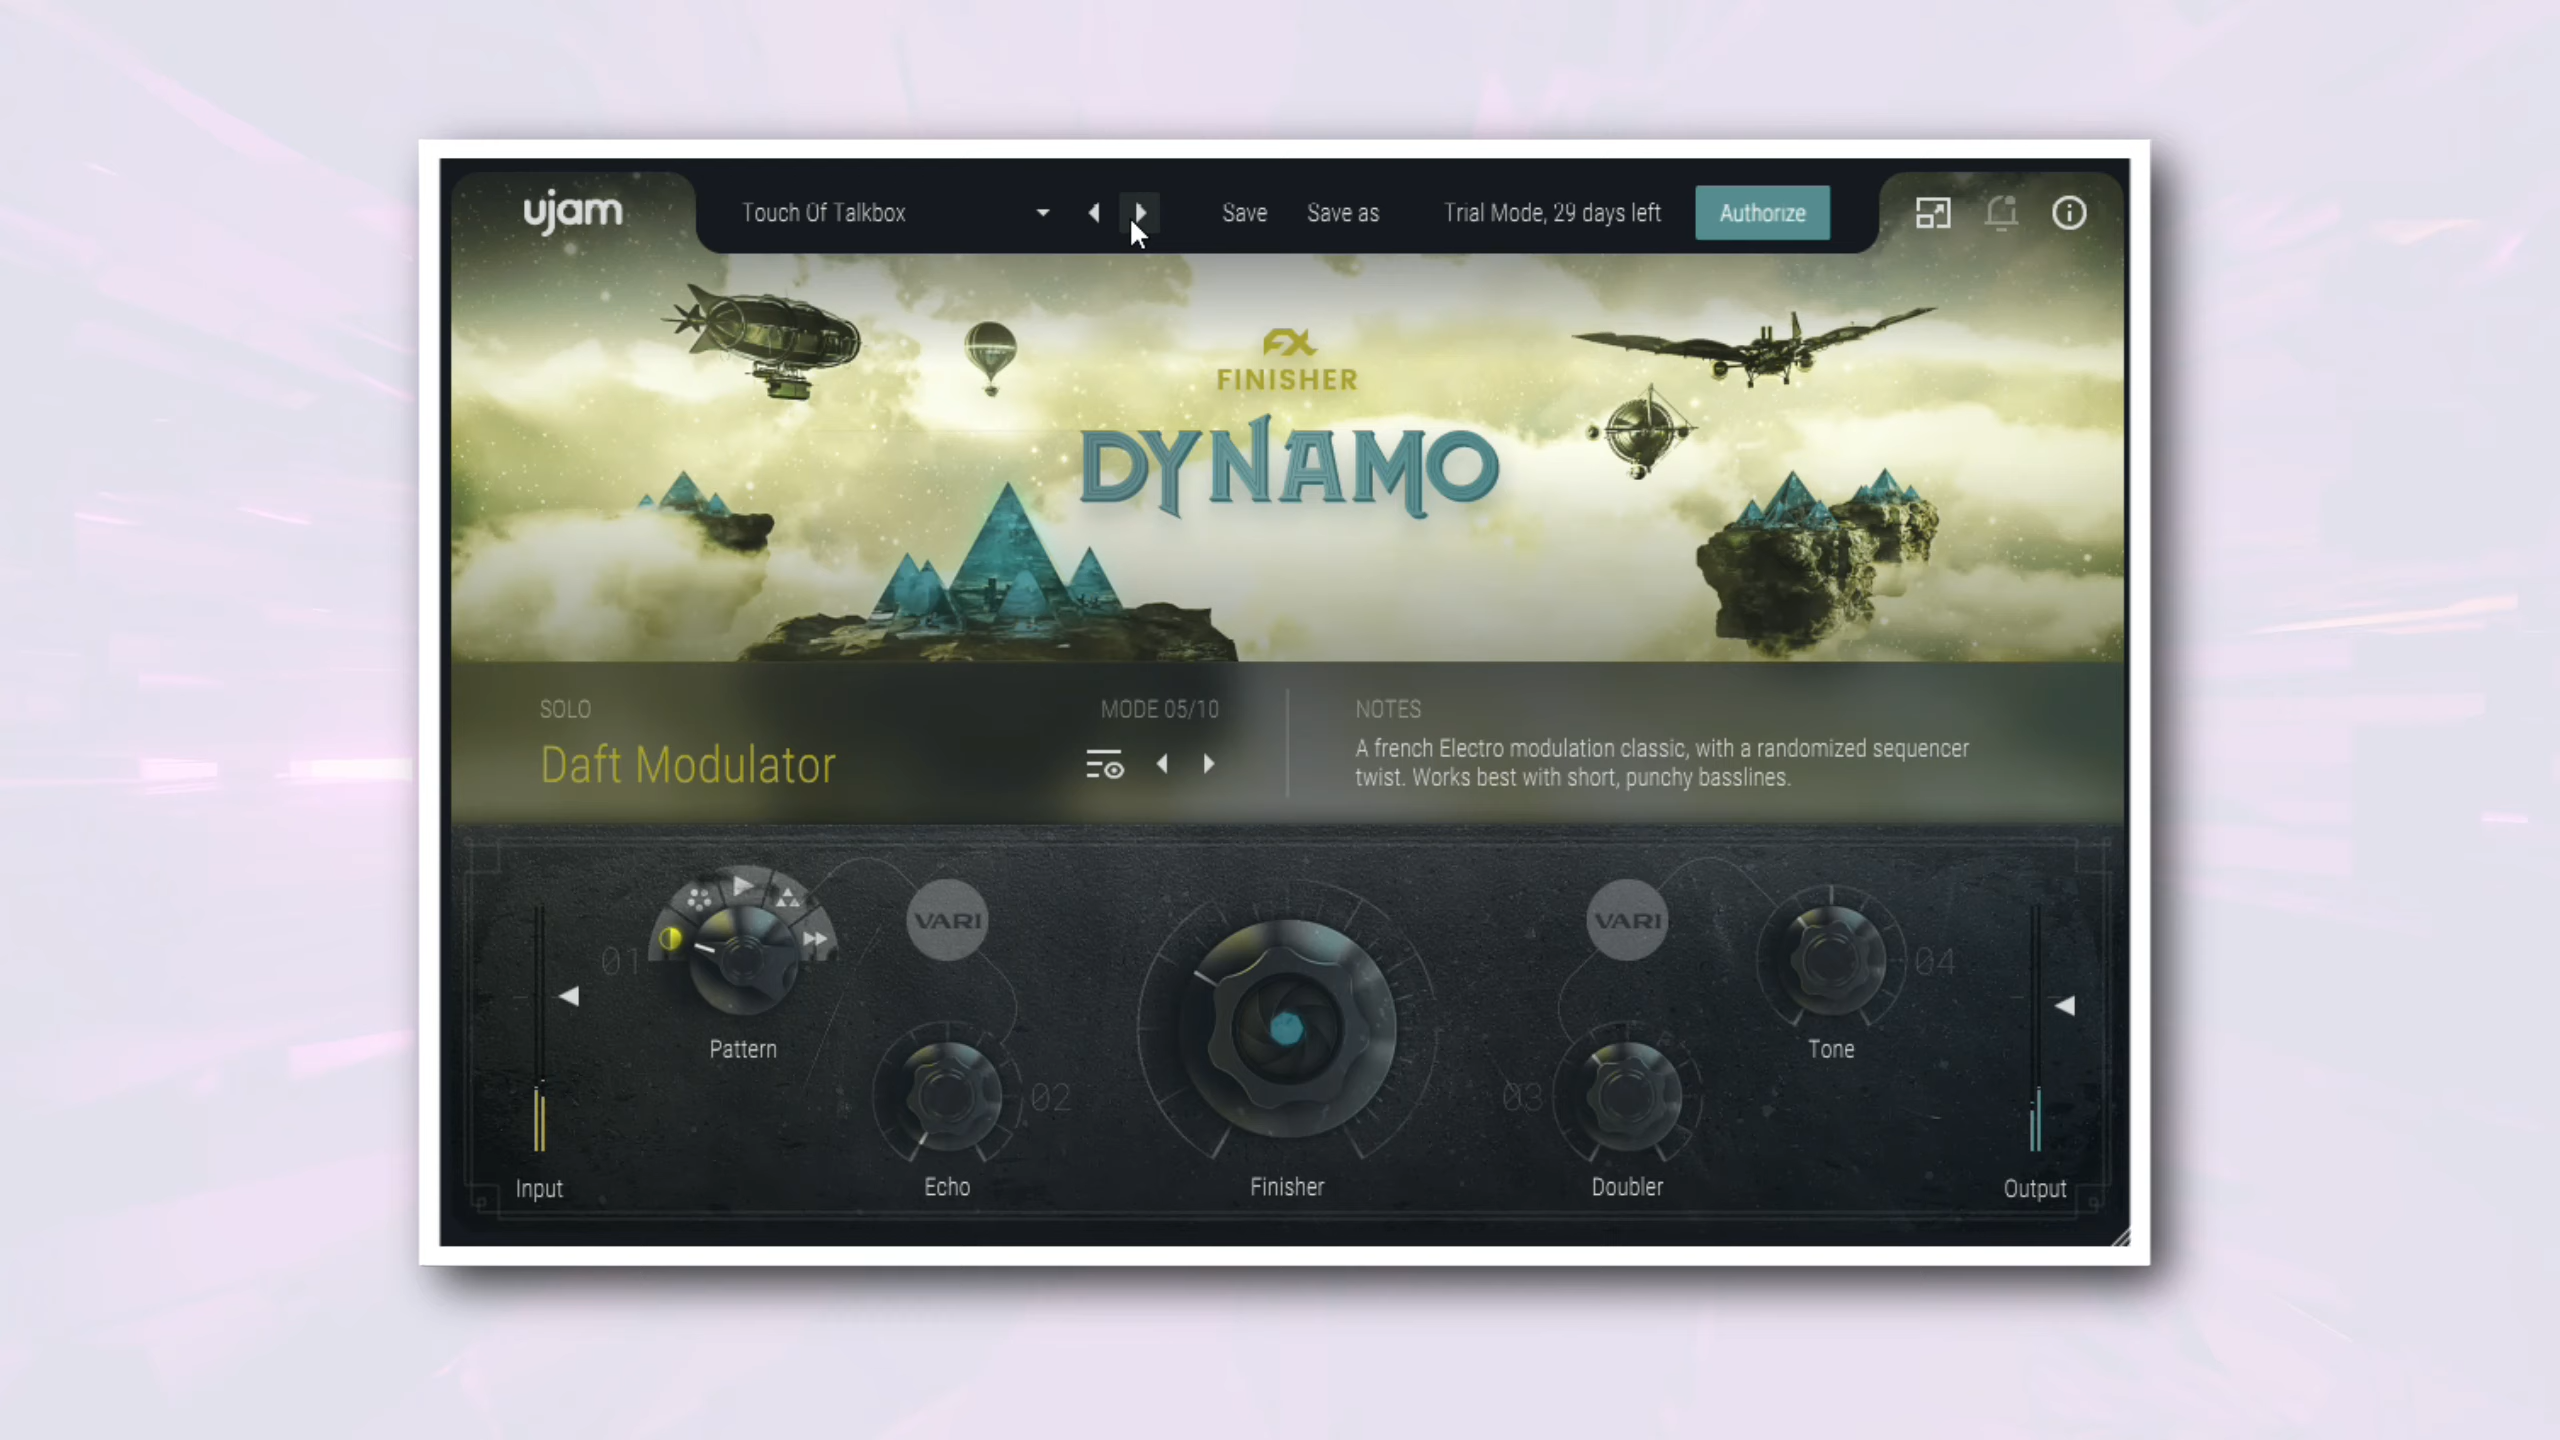 ujam
Touch Of Talkbox
Save
Save as
Trial Mode, 29 days left
Authorize
FX
FINISHER
DYNAMO
SOLO
Daft Modulator
MODE 05/10
NOTES
A french Electro modulation classic, with a randomized sequencer
twist. Works best with short, punchy basslines.
01
Pattern
VARI
02
Echo
Finisher
VARI
03
Doubler
04
Tone
Input
Output